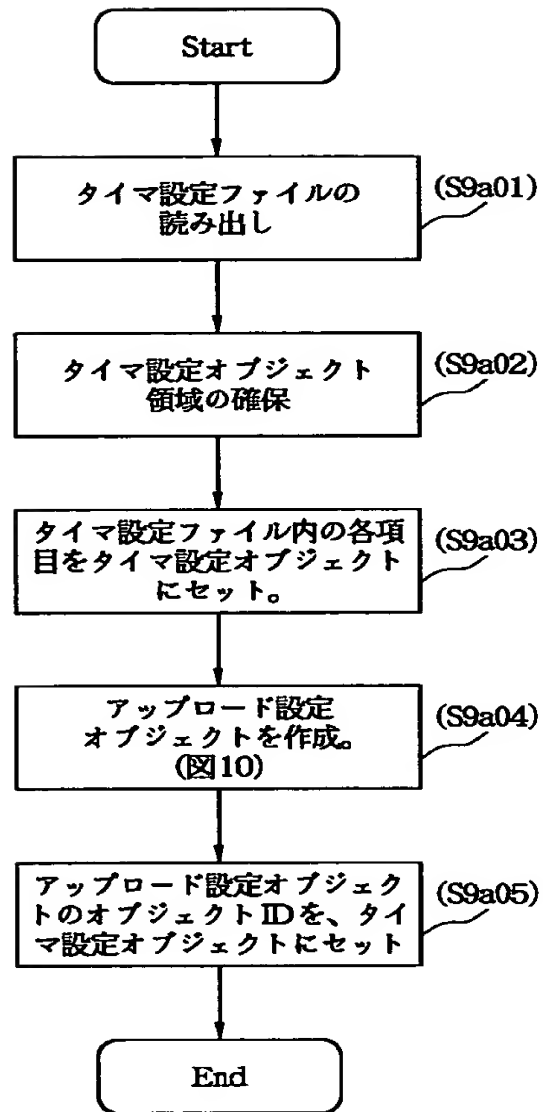 Start
タイマ設定ファイルの
読み出し
(S9a01)
タイマ設定オブジェクト
領域の確保
(S9a02)
タイマ設定ファイル内の各項
目をタイマ設定オブジェクト
にセット。
(S9a03)
アップロード設定
オブジェクトを作成。
(図10)
(S9a04)
アップロード設定オブジェク
トのオブジェクトIDを、タイ
マ設定オブジェクトにセット
(S9a05)
End